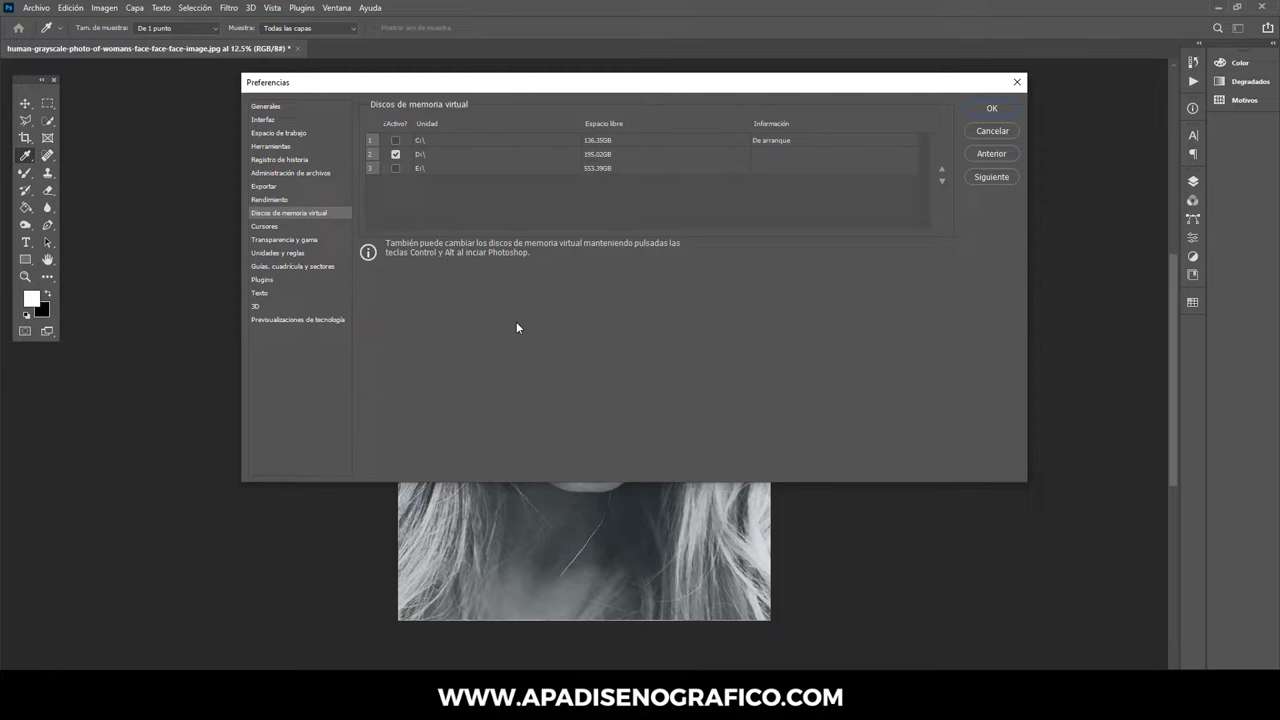 Ps Archivo Edición Imagen Capa Texto Selección Filtro 3D Vista Plugins Ventana Ayuda
Tam. de muestra: De 1 punto Muestra: Todas las capas Mostrar aro de muestra
human-grayscale-photo-of-womans-face-face-face-image.jpg al 12.5% (RGB/8#) * ×
Preferencias
Generales
Interfaz
Espacio de trabajo
Herramientas
Registro de historia
Administración de archivos
Exportar
Rendimiento
Discos de memoria virtual
Cursores
Transparencia y gama
Unidades y reglas
Guías, cuadrícula y sectores
Plugins
Texto
3D
Previsualizaciones de tecnología
Discos de memoria virtual
¿Activo? Unidad Espacio libre Información
1 C:\ 136.35GB De arranque
2 D:\ 195.02GB
3 E:\ 553.39GB
También puede cambiar los discos de memoria virtual manteniendo pulsadas las
teclas Control y Alt al inciar Photoshop.
OK
Cancelar
Anterior
Siguiente
Color
Degradados
Motivos
WWW.APADISENOGRAFICO.COM